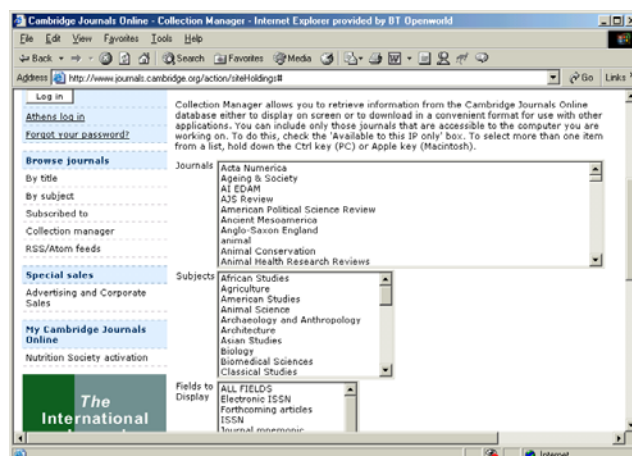 Cambridge Journals Online - Collection Manager - Internet Explorer provided by BT Openworld
File Edit View Favorites Tools Help
Back Search Favorites Media
Address http://www.journals.cambridge.org/action/siteHoldings# Go Links
Log in
Athens log in
Forgot your password?
Browse journals
By title
By subject
Subscribed to
Collection manager
RSS/Atom feeds
Special sales
Advertising and Corporate
Sales
My Cambridge Journals
Online
Nutrition Society activation
The
International
Collection Manager allows you to retrieve information from the Cambridge Journals Online
database either to display on screen or to download in a convenient format for use with other
applications. You can include only those journals that are accessible to the computer you are
working on. To do this, check the 'Available to this IP only' box. To select more than one item
from a list, hold down the Ctrl key (PC) or Apple key (Macintosh).
Journals
Acta Numerica
Ageing & Society
AI EDAM
AJS Review
American Political Science Review
Ancient Mesoamerica
Anglo-Saxon England
animal
Animal Conservation
Animal Health Research Reviews
Subjects
African Studies
Agriculture
American Studies
Animal Science
Archaeology and Anthropology
Architecture
Asian Studies
Biology
Biomedical Sciences
Classical Studies
Fields to
Display
ALL FIELDS
Electronic ISSN
Forthcoming articles
ISSN
Journal mnemonic
Internet